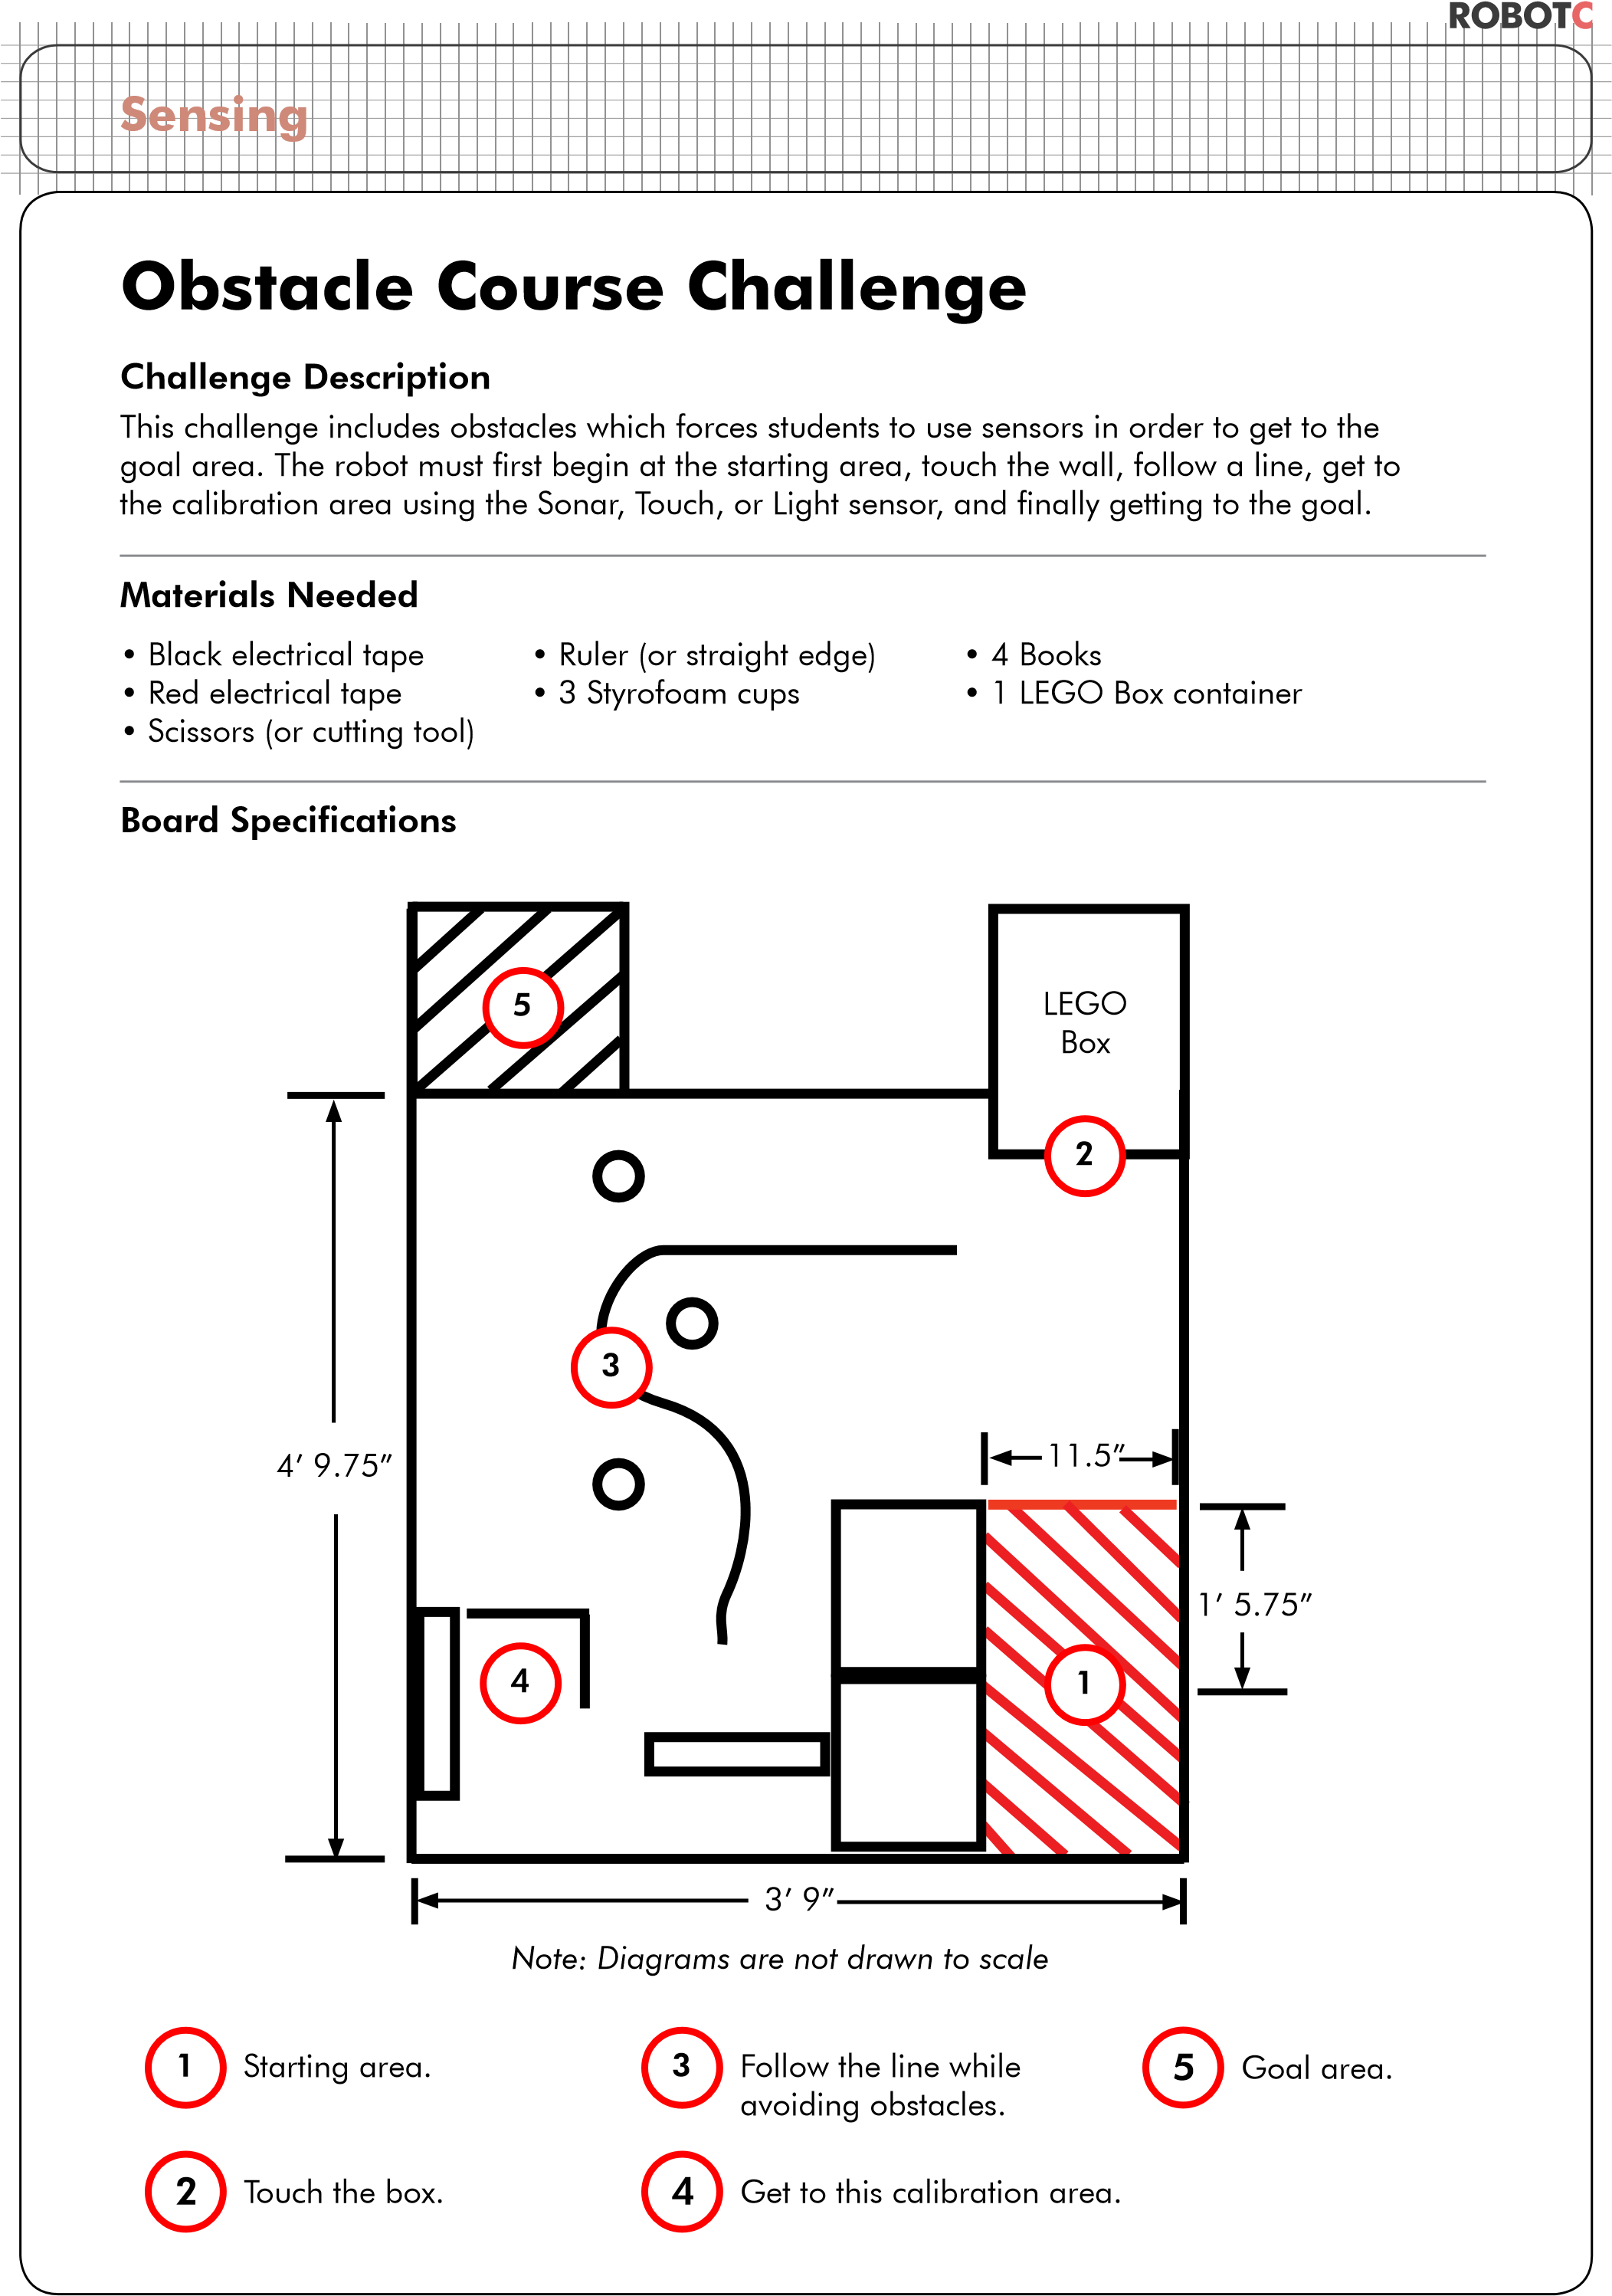 ROBOTC
Sensing
Obstacle Course Challenge
Challenge Description
This challenge includes obstacles which forces students to use sensors in order to get to the
goal area. The robot must first begin at the starting area, touch the wall, follow a line, get to
the calibration area using the Sonar, Touch, or Light sensor, and finally getting to the goal.
Materials Needed
• Black electrical tape
• Red electrical tape
• Scissors (or cutting tool)
• Ruler (or straight edge)
• 3 Styrofoam cups
• 4 Books
• 1 LEGO Box container
Board Specifications
5
LEGO
Box
2
3
4′ 9.75″
11.5″
1′ 5.75″
4
1
3′ 9″
Note: Diagrams are not drawn to scale
1 Starting area.
2 Touch the box.
3 Follow the line while
avoiding obstacles.
4 Get to this calibration area.
5 Goal area.